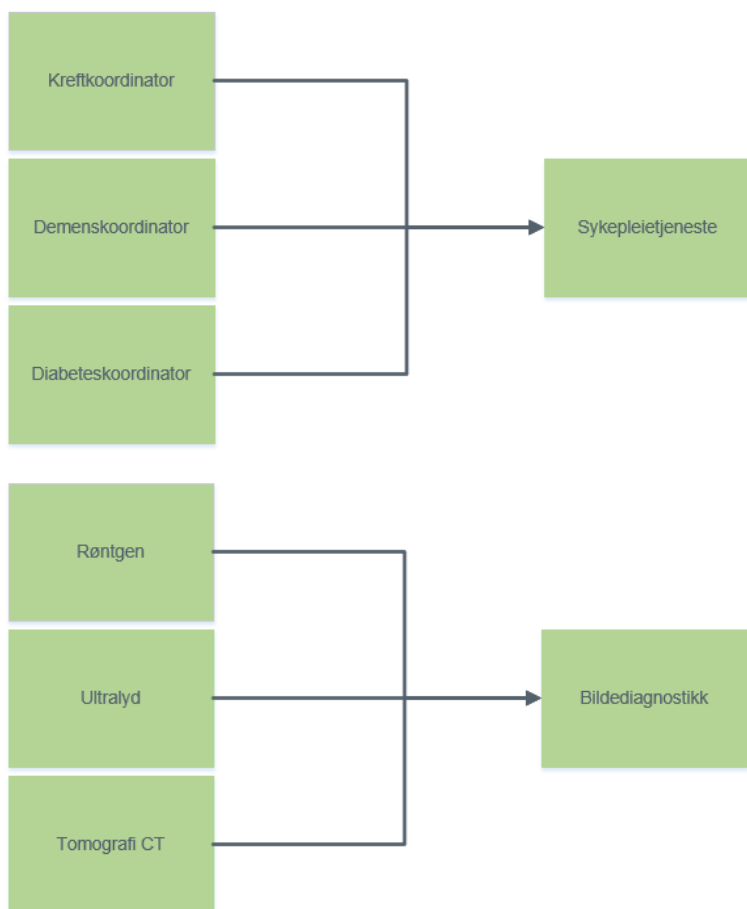 Kreftkoordinator
Demenskoordinator
Sykepleietjeneste
Diabeteskoordinator
Røntgen
Ultralyd
Bildediagnostikk
Tomografi CT